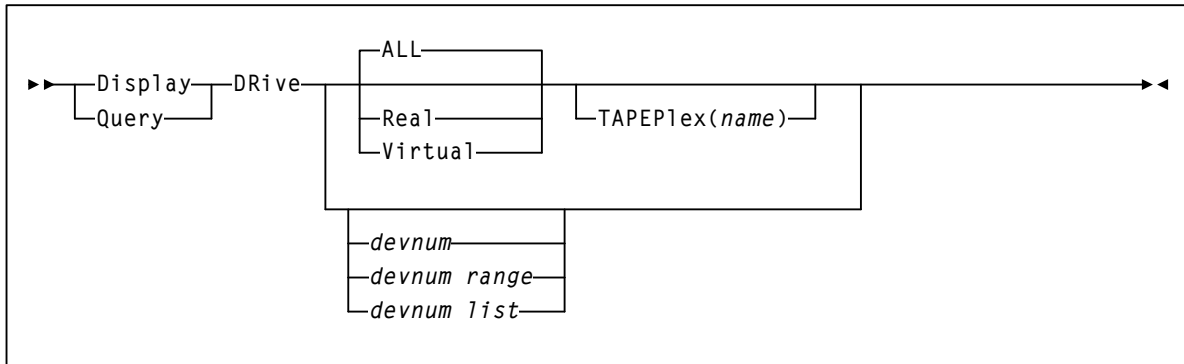 ALL
Display DRive
Query Real TAPEPlex(name)
Virtual
devnum
devnum range
devnum list